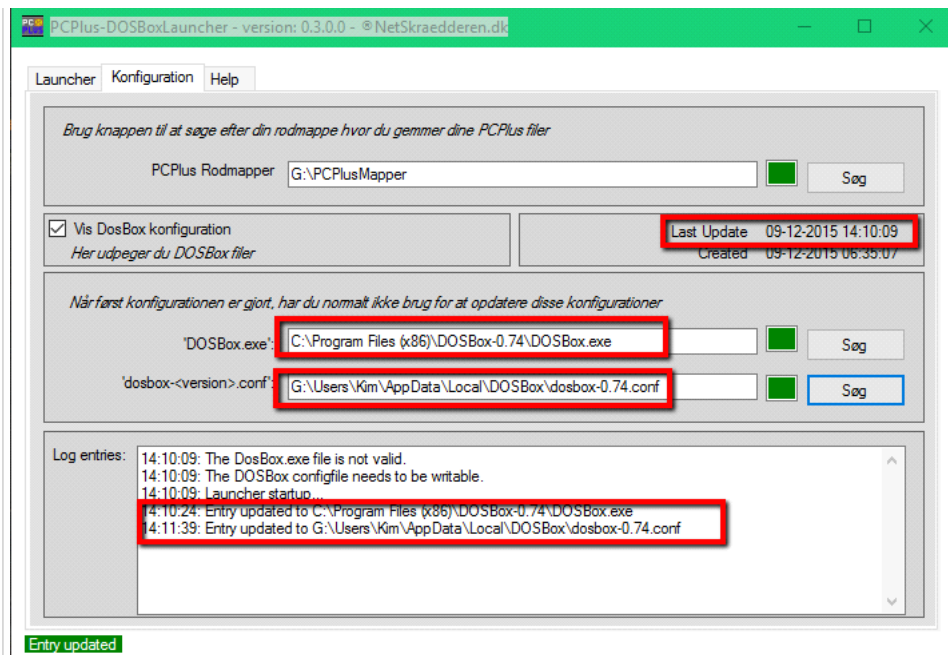 PC PLUS PCPlus-DOSBoxLauncher - version: 0.3.0.0 - ®NetSkraedderen.dk
Launcher Konfiguration Help
Brug knappen til at søge efter din rodmappe hvor du gemmer dine PCPlus filer
PCPlus Rodmapper G:\PCPlusMapper Søg
Vis DosBox konfiguration
Her udpeger du DOSBox filer
Last Update 09-12-2015 14:10:09
Created 09-12-2015 06:35:07
Når først konfigurationen er gjort, har du normalt ikke brug for at opdatere disse konfigurationer
'DOSBox.exe': C:\Program Files (x86)\DOSBox-0.74\DOSBox.exe Søg
'dosbox-<version>.conf': G:\Users\Kim\AppData\Local\DOSBox\dosbox-0.74.conf Søg
Log entries:
14:10:09: The DosBox.exe file is not valid.
14:10:09: The DOSBox configfile needs to be writable.
14:10:09: Launcher startup...
14:10:24: Entry updated to C:\Program Files (x86)\DOSBox-0.74\DOSBox.exe
14:11:39: Entry updated to G:\Users\Kim\AppData\Local\DOSBox\dosbox-0.74.conf
Entry updated